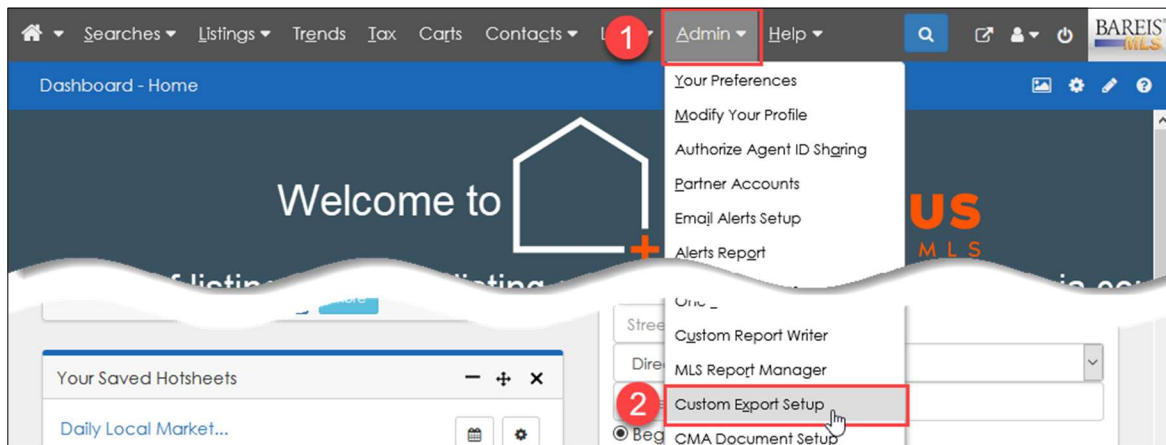 Searches Listings Trends Tax Carts Contacts 1 Admin Help BAREIS MLS
Dashboard - Home
Your Preferences
Modify Your Profile
Authorize Agent ID Sharing
Partner Accounts
Email Alerts Setup
Alerts Report
Welcome to
US
MLS
Custom Report Writer
MLS Report Manager
2 Custom Export Setup
CMA Document Setup
Your Saved Hotsheets
Daily Local Market...
Stree
Dire
Beg